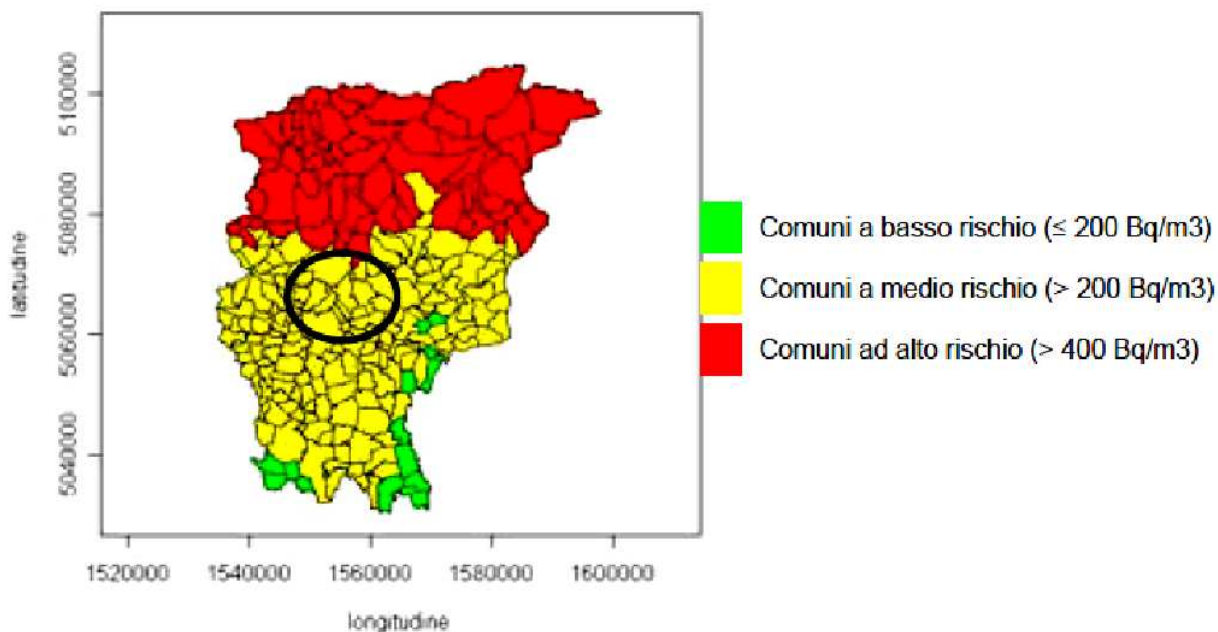 latitudine
5100000
5080000
5060000
5040000
1520000 1540000 1560000 1580000 1600000
longitudine
Comuni a basso rischio (≤ 200 Bq/m3)
Comuni a medio rischio (> 200 Bq/m3)
Comuni ad alto rischio (> 400 Bq/m3)